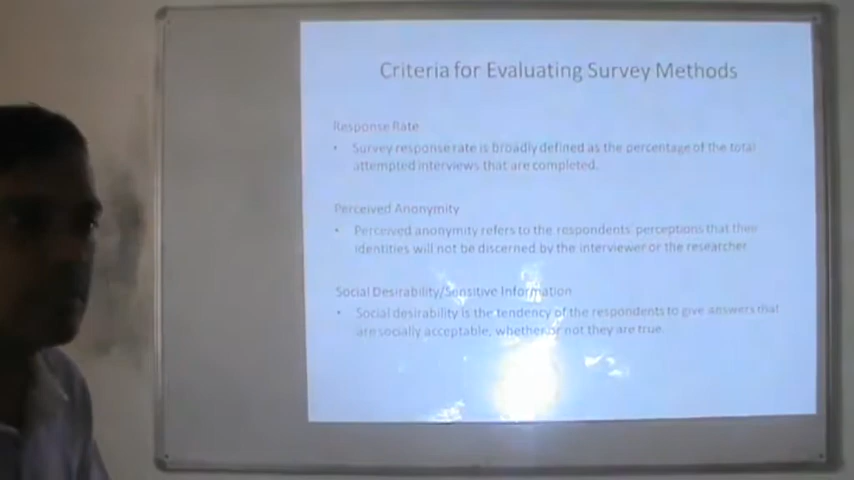 Criteria for Evaluating Survey Methods
Response Rate
• Survey response rate is broadly defined as the percentage of the total
attempted interviews that are completed.
Perceived Anonymity
• Perceived anonymity refers to the respondents' perceptions that their
identities will not be discerned by the interviewer or the researcher.
Social Desirability/Sensitive Information
• Social desirability is the tendency of the respondents to give answers that
are socially acceptable, whether or not they are true.